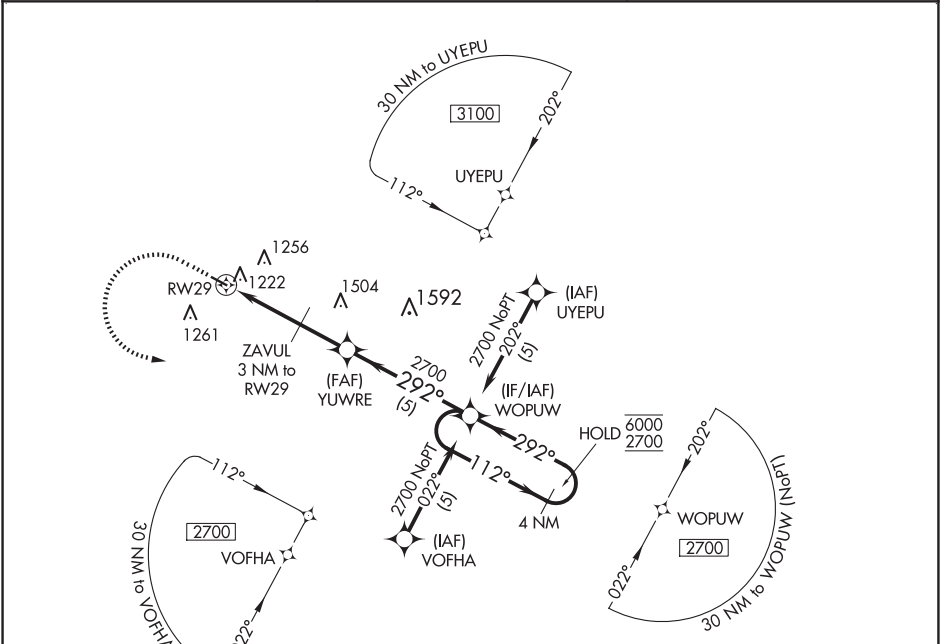 30 NM to UYEPU
3100
202°
UYEPU
112°
1256
1222
RW29
1504
1592
1261
(IAF)
UYEPU
2700 NoPT
202°
(5)
ZAVUL
3 NM to
RW29
(FAF)
YUWRE
2700
292°
(5)
(IF/IAF)
WOPUW
HOLD 6000
2700
292°
112°
4 NM
2700 NoPT
022°
(5)
(IAF)
VOFHA
112°
2700
VOFHA
30 NM to VOFHA
022°
202°
WOPUW
2700
022°
30 NM to WOPUW (NoPT)